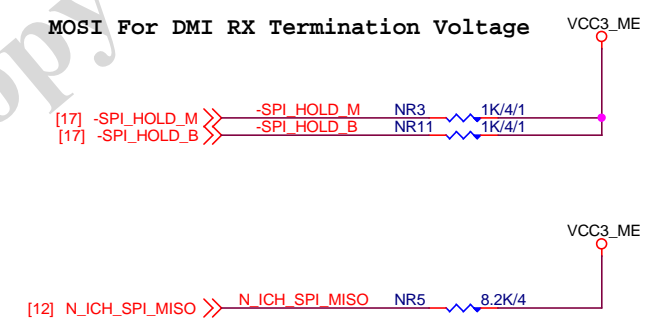 MOSI For DMI RX Termination Voltage VCC3_ME
[17] -SPI_HOLD_M -SPI_HOLD_M NR3 1K/4/1
[17] -SPI_HOLD_B -SPI_HOLD_B NR11 1K/4/1
VCC3_ME
[12] N_ICH_SPI_MISO N_ICH_SPI_MISO NR5 8.2K/4
opy